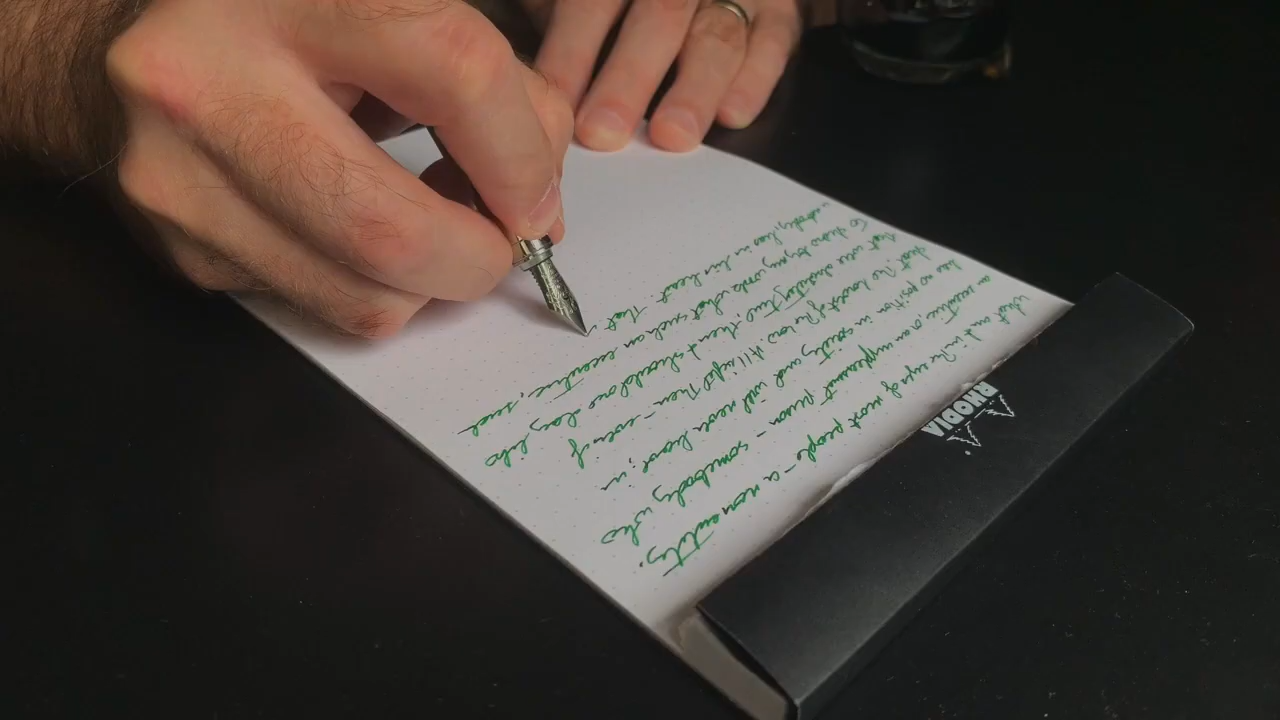 RHODIA
What am I in the eyes of most people - a nonentity,
an eccentric, or an unpleasant person - somebody who
has no position in society and will never have; in
short, the lowest of the low. All right then - even if
that were absolutely true, then I should one day like
to show by my work what such an eccentric, such
a nobody, has in his heart. That